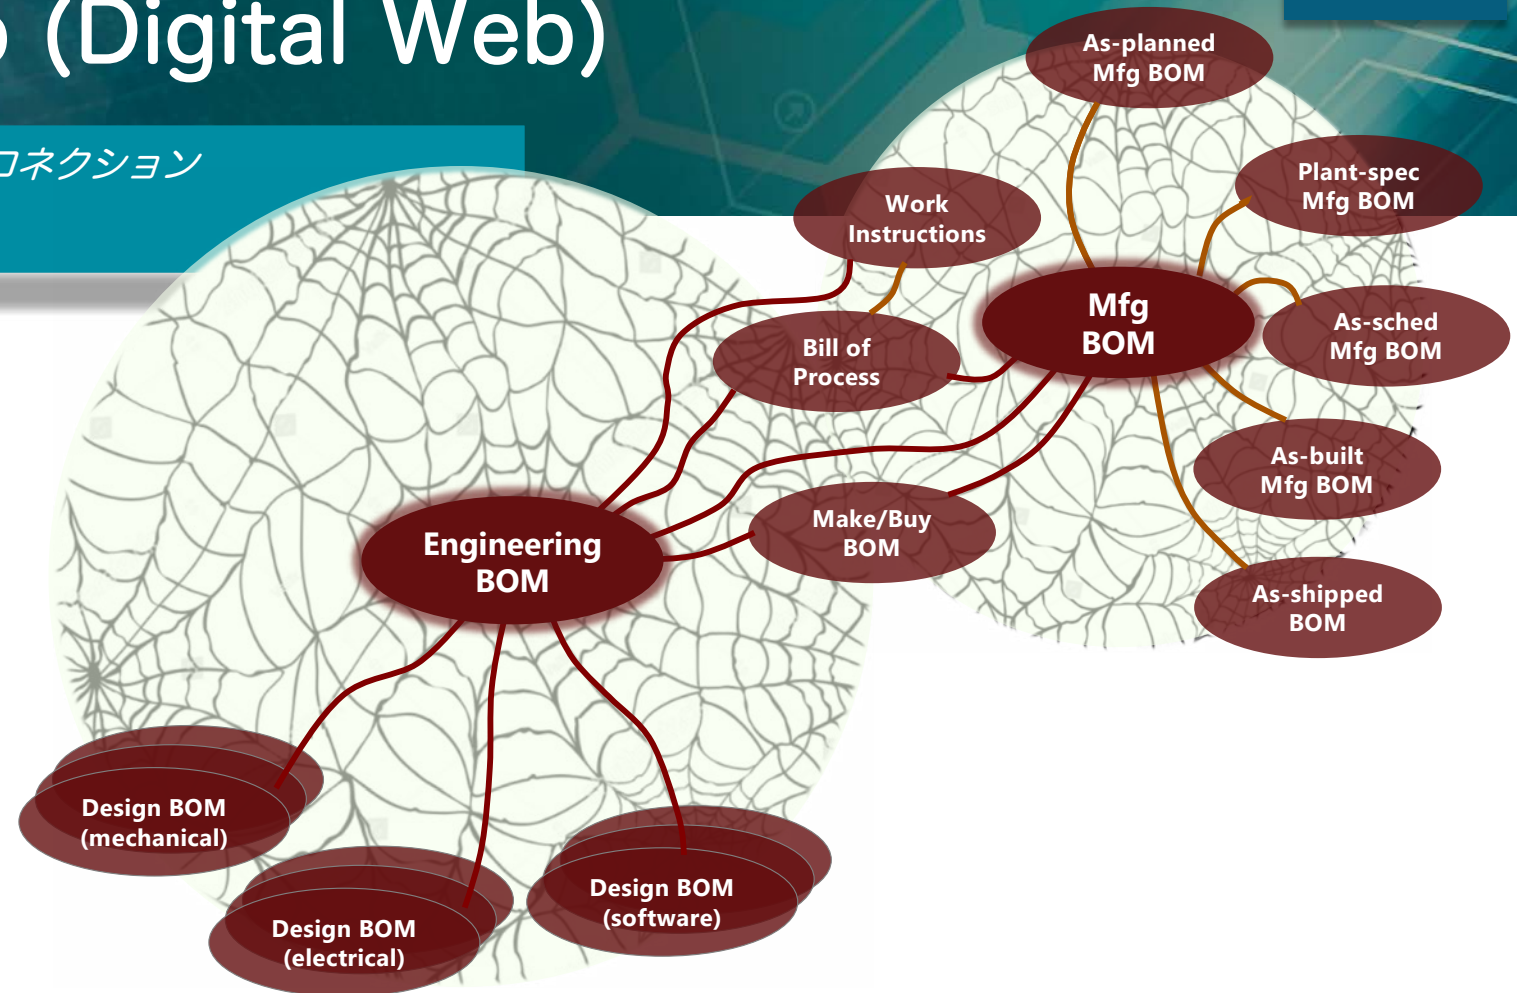 (Digital Web)
コネクション
As-planned
Mfg BOM
Plant-spec
Mfg BOM
Work
Instructions
Mfg
BOM
As-sched
Mfg BOM
Bill of
Process
As-built
Mfg BOM
Make/Buy
BOM
Engineering
BOM
As-shipped
BOM
Design BOM
(mechanical)
Design BOM
(software)
Design BOM
(electrical)